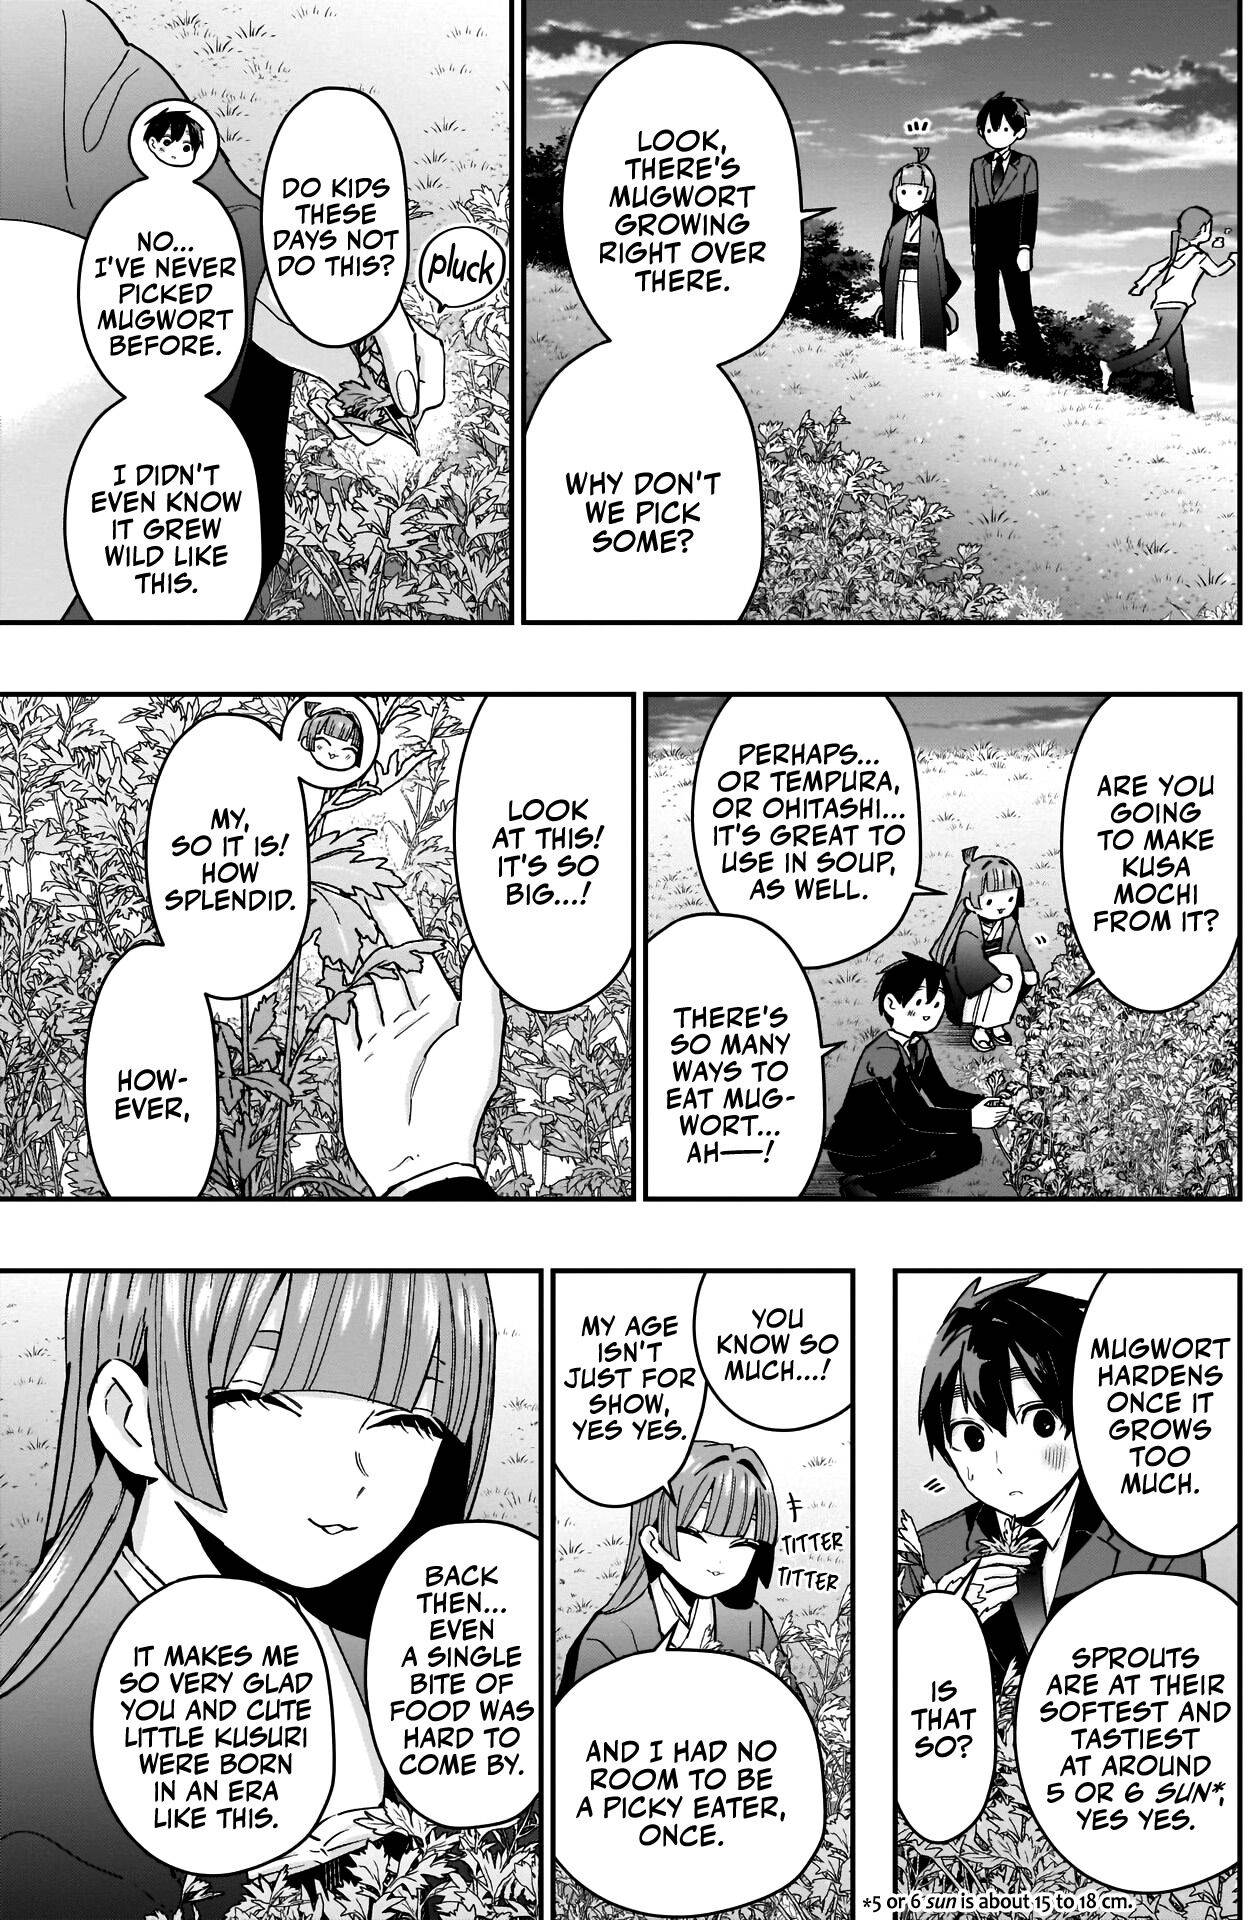 LOOK,
THERE'S
MUGWORT
GROWING
RIGHT OVER
THERE.
WHY DON'T
WE PICK
SOME?
DO KIDS
THESE
DAYS NOT
DO THIS?
pluck
NO...
I'VE NEVER
PICKED
MUGWORT
BEFORE.
I DIDN'T
EVEN KNOW
IT GREW
WILD LIKE
THIS.
ARE YOU
GOING
TO MAKE
KUSA
MOCHI
FROM IT?
PERHAPS...
OR TEMPURA,
OR OHITASHI...
IT'S GREAT TO
USE IN SOUP,
AS WELL.
THERE'S
SO MANY
WAYS TO
EAT MUG-
WORT...
AH——!
LOOK
AT THIS!
IT'S SO
BIG...!
MY,
SO IT IS!
HOW
SPLENDID.
HOW-
EVER,
MUGWORT
HARDENS
ONCE IT
GROWS
TOO
MUCH.
SPROUTS
ARE AT THEIR
SOFTEST AND
TASTIEST
AT AROUND
5 OR 6 SUN*,
YES YES.
IS
THAT
SO?
*5 or 6 sun is about 15 to 18 cm.
YOU
KNOW SO
MUCH...!
MY AGE
ISN'T
JUST FOR
SHOW,
YES YES.
TITTER
TITTER
AND I HAD NO
ROOM TO BE
A PICKY EATER,
ONCE.
BACK
THEN...
EVEN
A SINGLE
BITE OF
FOOD WAS
HARD TO
COME BY.
IT MAKES ME
SO VERY GLAD
YOU AND CUTE
LITTLE KUSURI
WERE BORN
IN AN ERA
LIKE THIS.